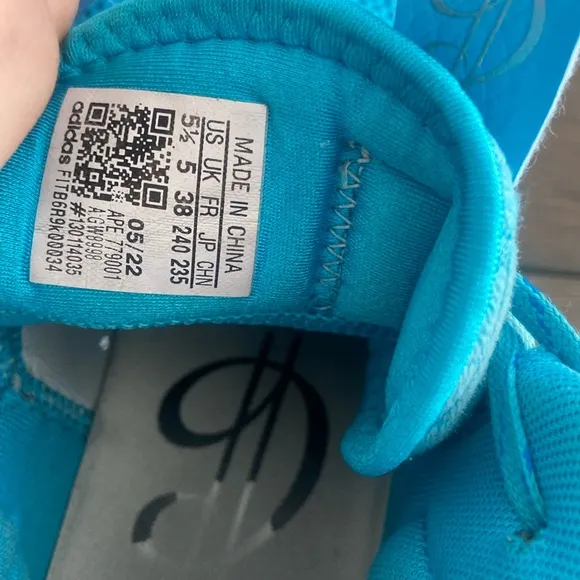 MADE IN CHINA
US UK FR JP CHN
5½ 5 38 240 235
05/22
APE 779001
#130114035
adidas FITB6R9k00034